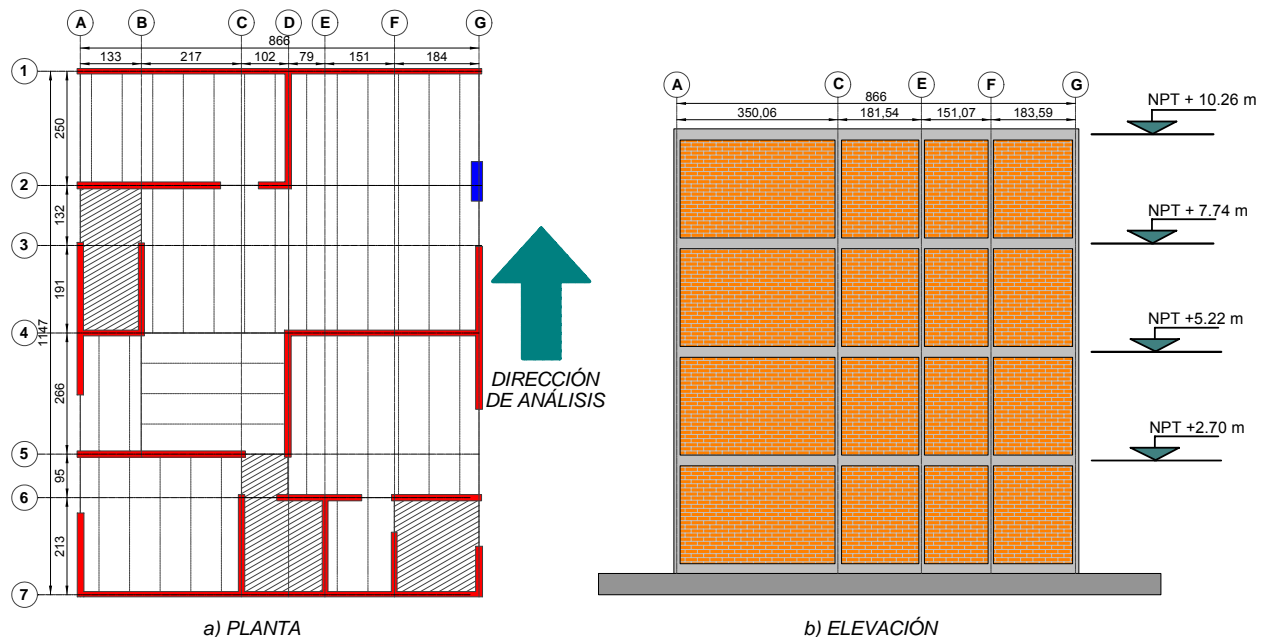 A B C D E F G
866
133 217 102 79 151 184
1
2
3
4
5
6
7
250
132
191
1147
266
95
213
DIRECCIÓN
DE ANÁLISIS
a) PLANTA
A C E F G
866
350,06 181,54 151,07 183,59
NPT + 10.26 m
NPT + 7.74 m
NPT +5.22 m
NPT +2.70 m
b) ELEVACIÓN